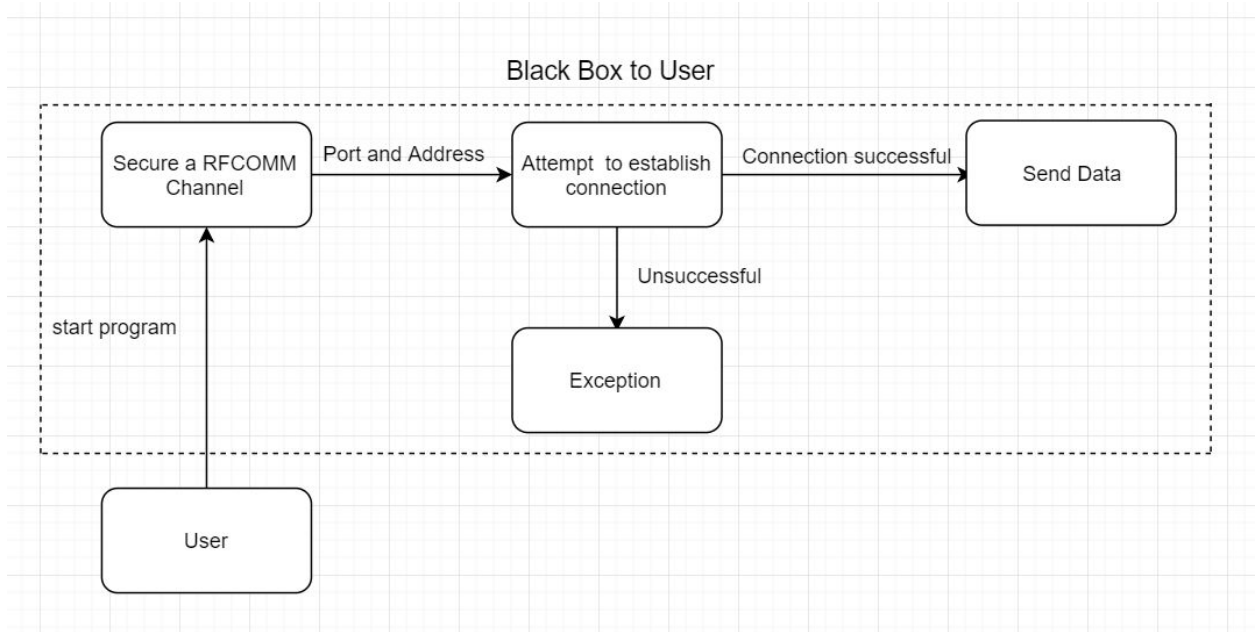 Black Box to User
Secure a RFCOMM
Channel
Port and Address
Attempt to establish
connection
Connection successful
Send Data
Unsuccessful
start program
Exception
User